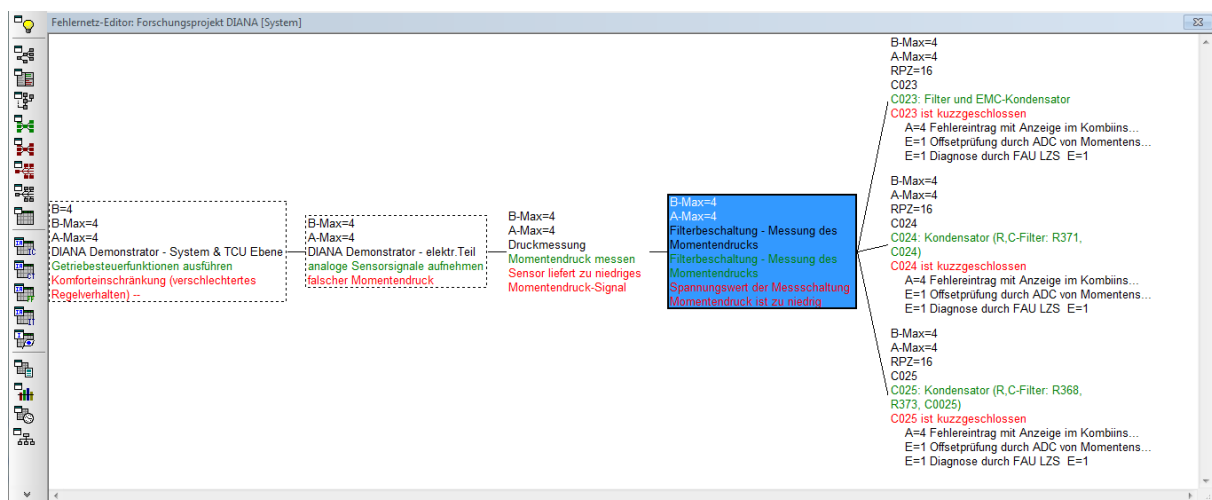 Fehlernetz-Editor: Forschungsprojekt DIANA [System]
B=4
B-Max=4
A-Max=4
DIANA Demonstrator - System & TCU Ebene
Getriebesteuerfunktionen ausführen
Komforteinschränkung (verschlechtertes
Regelverhalten) --
B-Max=4
A-Max=4
DIANA Demonstrator - elektr.Teil
analoge Sensorsignale aufnehmen
falscher Momentendruck
B-Max=4
A-Max=4
Druckmessung
Momentendruck messen
Sensor liefert zu niedriges
Momentendruck-Signal
B-Max=4
A-Max=4
Filterbeschaltung - Messung des
Momentendrucks
Filterbeschaltung - Messung des
Momentendrucks
Spannungswert der Messschaltung
Momentendruck ist zu niedrig
B-Max=4
A-Max=4
RPZ=16
C023
C023: Filter und EMC-Kondensator
C023 ist kuzzgeschlossen
A=4 Fehlereintrag mit Anzeige im Kombiins...
E=1 Offsetprüfung durch ADC von Momentens...
E=1 Diagnose durch FAU LZS E=1
B-Max=4
A-Max=4
RPZ=16
C024
C024: Kondensator (R,C-Filter: R371,
C024)
C024 ist kuzzgeschlossen
A=4 Fehlereintrag mit Anzeige im Kombiins...
E=1 Offsetprüfung durch ADC von Momentens...
E=1 Diagnose durch FAU LZS E=1
B-Max=4
A-Max=4
RPZ=16
C025
C025: Kondensator (R,C-Filter: R368,
R373, C0025)
C025 ist kuzzgeschlossen
A=4 Fehlereintrag mit Anzeige im Kombiins...
E=1 Offsetprüfung durch ADC von Momentens...
E=1 Diagnose durch FAU LZS E=1